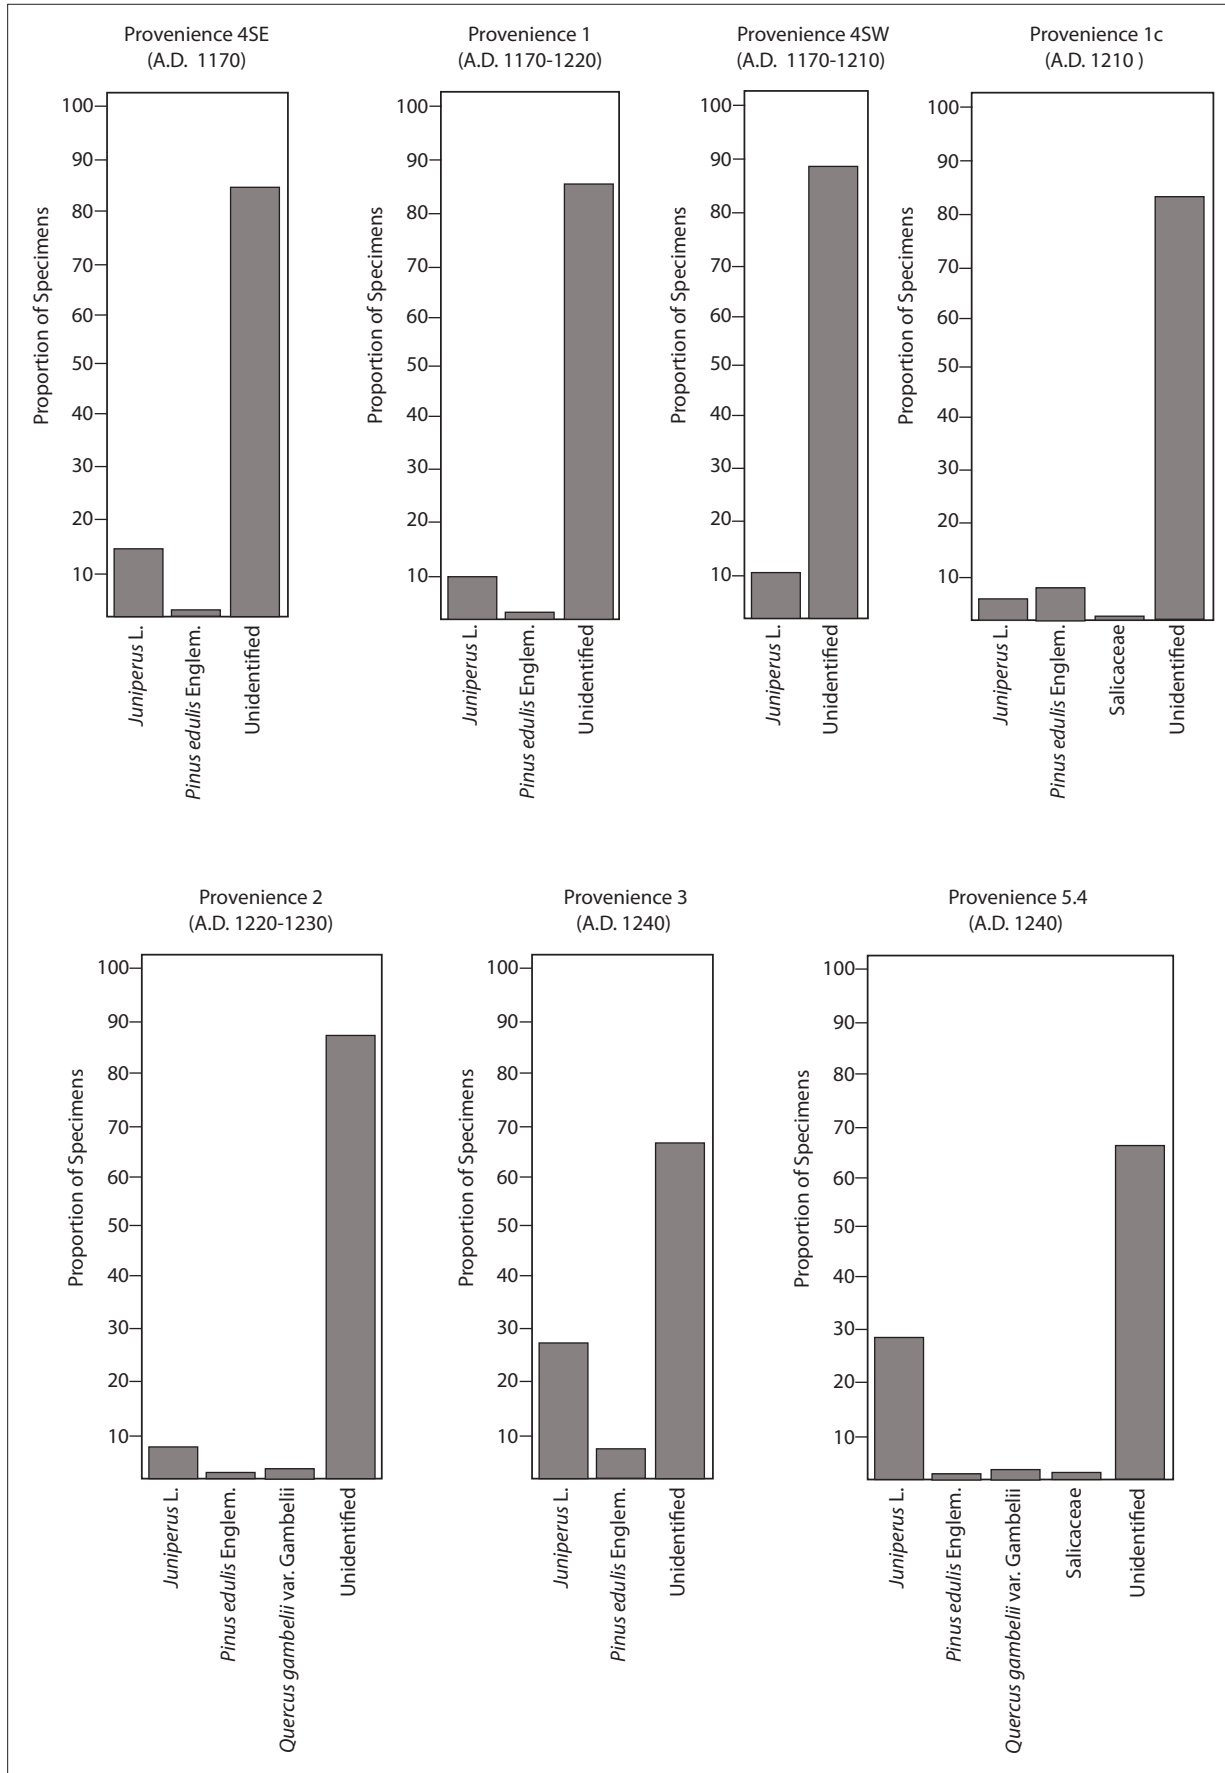 Provenience 4SE
(A.D. 1170)
Proportion of Specimens
100
90
80
70
60
50
40
30
20
10
Juniperus L.
Pinus edulis Englem.
Unidentified
Provenience 1
(A.D. 1170-1220)
Proportion of Specimens
100
90
80
70
60
50
40
30
20
10
Juniperus L.
Pinus edulis Englem.
Unidentified
Provenience 4SW
(A.D. 1170-1210)
Proportion of Specimens
100
90
80
70
60
50
40
30
20
10
Juniperus L.
Unidentified
Provenience 1c
(A.D. 1210 )
Proportion of Specimens
100
90
80
70
60
50
40
30
20
10
Juniperus L.
Pinus edulis Englem.
Salicaceae
Unidentified
Provenience 2
(A.D. 1220-1230)
Proportion of Specimens
100
90
80
70
60
50
40
30
20
10
Juniperus L.
Pinus edulis Englem.
Quercus gambelii var. Gambelii
Unidentified
Provenience 3
(A.D. 1240)
Proportion of Specimens
100
90
80
70
60
50
40
30
20
10
Juniperus L.
Pinus edulis Englem.
Unidentified
Provenience 5.4
(A.D. 1240)
Proportion of Specimens
100
90
80
70
60
50
40
30
20
10
Juniperus L.
Pinus edulis Englem.
Quercus gambelii var. Gambelii
Salicaceae
Unidentified